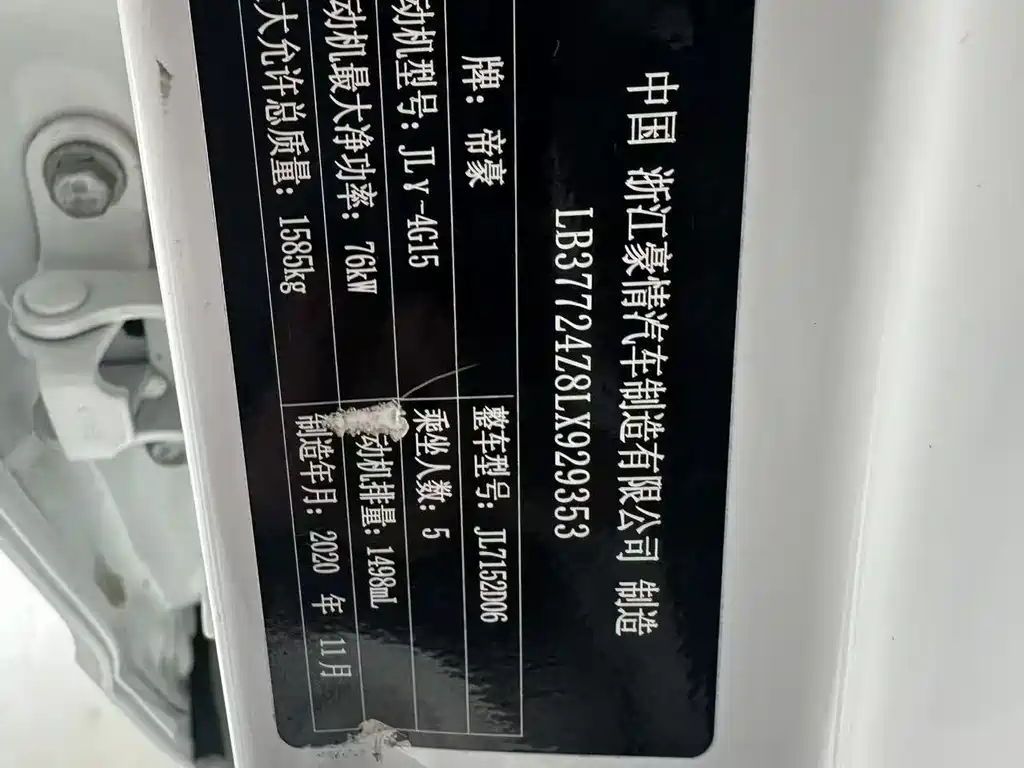 中国 浙江豪情汽车制造有限公司 制造
LB37724Z8LX929353
牌: 帝豪 整车型号: JL7152D06
动机型号: JLγ-4G15 乘坐人数: 5
动机最大净功率: 76kW 动机排量: 1498mL
大允许总质量: 1585kg 制造年月: 2020 年 11月